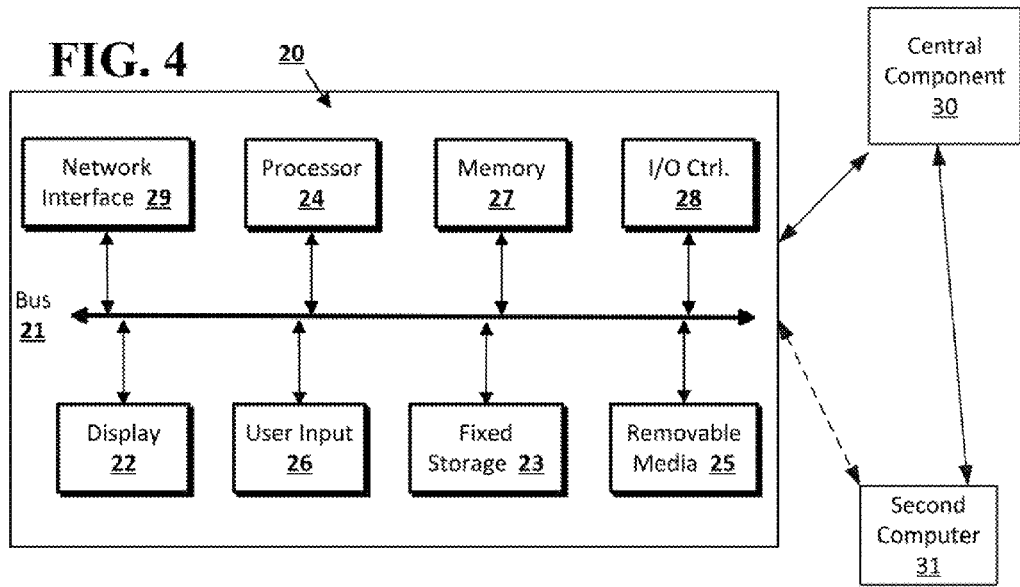 FIG. 4
20
Central
Component
30
Network
Interface 29
Processor
24
Memory
27
I/O Ctrl.
28
Bus
21
Display
22
User Input
26
Fixed
Storage 23
Removable
Media 25
Second
Computer
31